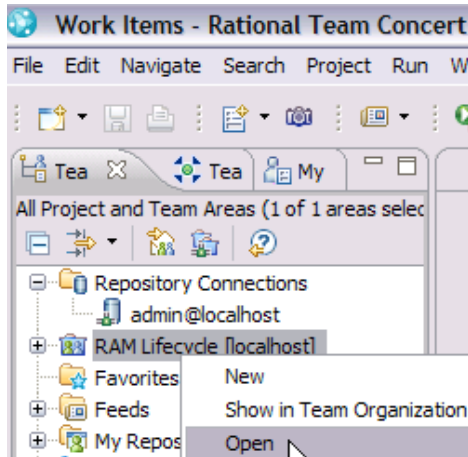 Work Items - Rational Team Concert
File Edit Navigate Search Project Run W
Tea Tea My
All Project and Team Areas (1 of 1 areas selec
Repository Connections
admin@localhost
RAM Lifecycle [localhost]
Favorites New
Feeds Show in Team Organization
My Repos Open